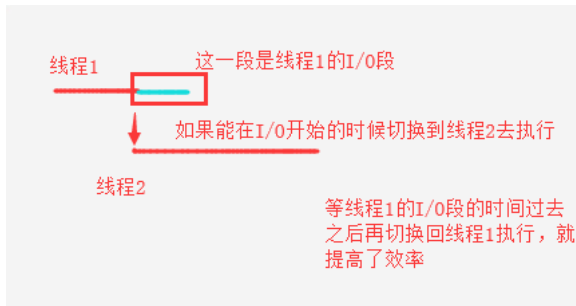 线程1
这一段是线程1的I/O段
如果能在I/O开始的时候切换到线程2去执行
线程2
等线程1的I/O段的时间过去
之后再切换回线程1执行，就
提高了效率